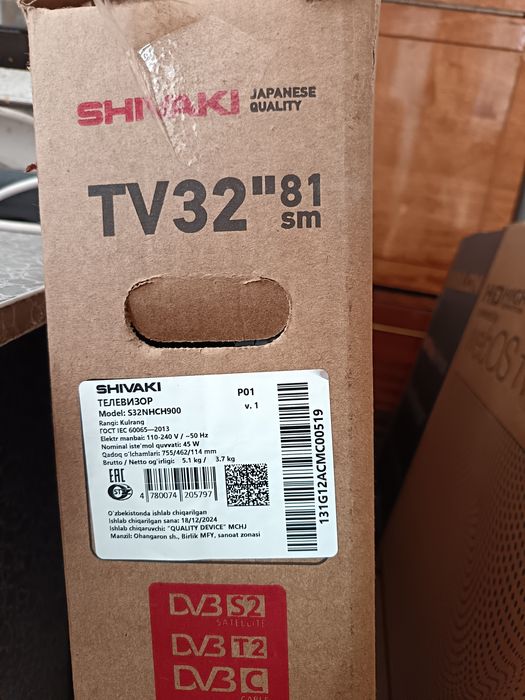 SHIVAKI JAPANESE QUALITY
TV32" 81 sm
SHIVAKI
ТЕЛЕВИЗОР
P01
Model: S32NHCH900
v. 1
Rangi: Kulrang
ГОСТ IEC 60065—2013
Elektr manbai: 110-240 V / ~50 Hz
Nominal iste'mol quvvati: 45 W
Qadoq o'lchamlari: 755/462/114 mm
Brutto / Netto og'irligi: 5.1 kg / 3.7 kg
EAC
4 780074 205797
131G12ACMC00519
O'zbekistonda ishlab chiqarilgan
Ishlab chiqarilgan sana: 18/12/2024
Ishlab chiqaruvchi: "QUALITY DEVICE" MCHJ
Manzil: Ohangaron sh., Birlik MFY, sanoat zonasi
DVB S2
SATELLITE
DVB T2
DVB C
CABLE